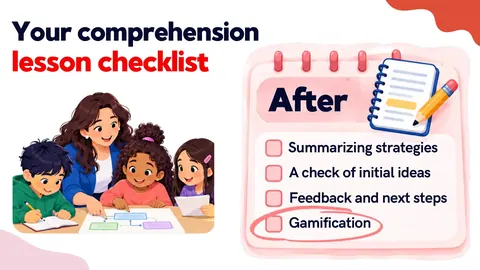 Your comprehension
lesson checklist
After
Summarizing strategies
A check of initial ideas
Feedback and next steps
Gamification